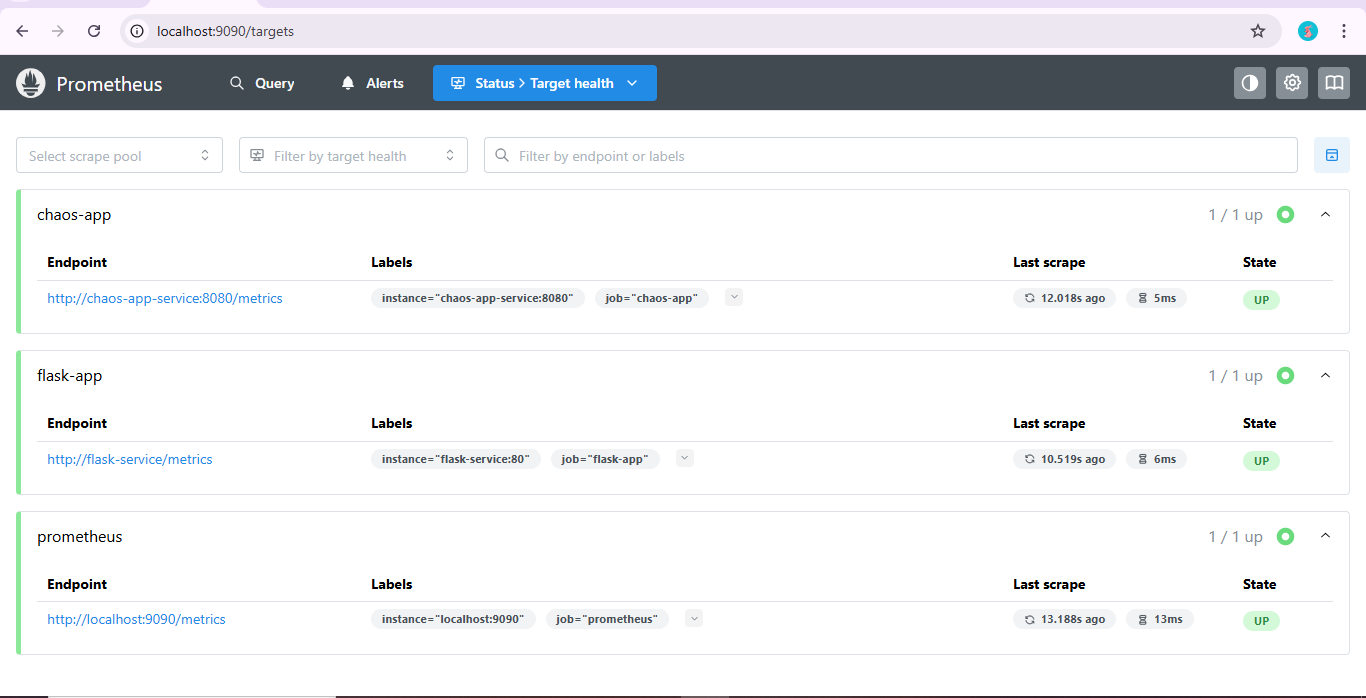 localhost:9090/targets
Prometheus Query Alerts Status > Target health
Select scrape pool Filter by target health Filter by endpoint or labels
chaos-app 1 / 1 up
Endpoint Labels Last scrape State
http://chaos-app-service:8080/metrics instance="chaos-app-service:8080" job="chaos-app" 12.018s ago 5ms UP
flask-app 1 / 1 up
Endpoint Labels Last scrape State
http://flask-service/metrics instance="flask-service:80" job="flask-app" 10.519s ago 6ms UP
prometheus 1 / 1 up
Endpoint Labels Last scrape State
http://localhost:9090/metrics instance="localhost:9090" job="prometheus" 13.188s ago 13ms UP